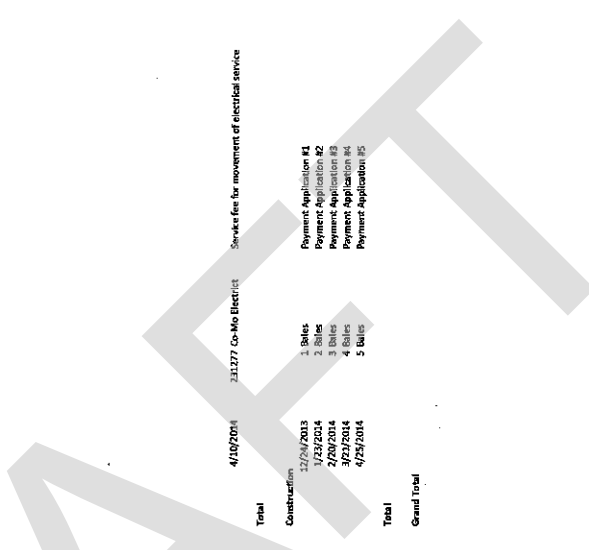 4/10/2014 231277 Co-Mo Electrict Service fee for movement of electrical service
Total
Construction
12/24/2013 1 Bales Payment Application #1
1/23/2014 2 Bales Payment Application #2
2/20/2014 3 Bales Payment Application #3
3/21/2014 4 Bales Payment Application #4
4/25/2014 5 Bales Payment Application #5
Total
Grand Total